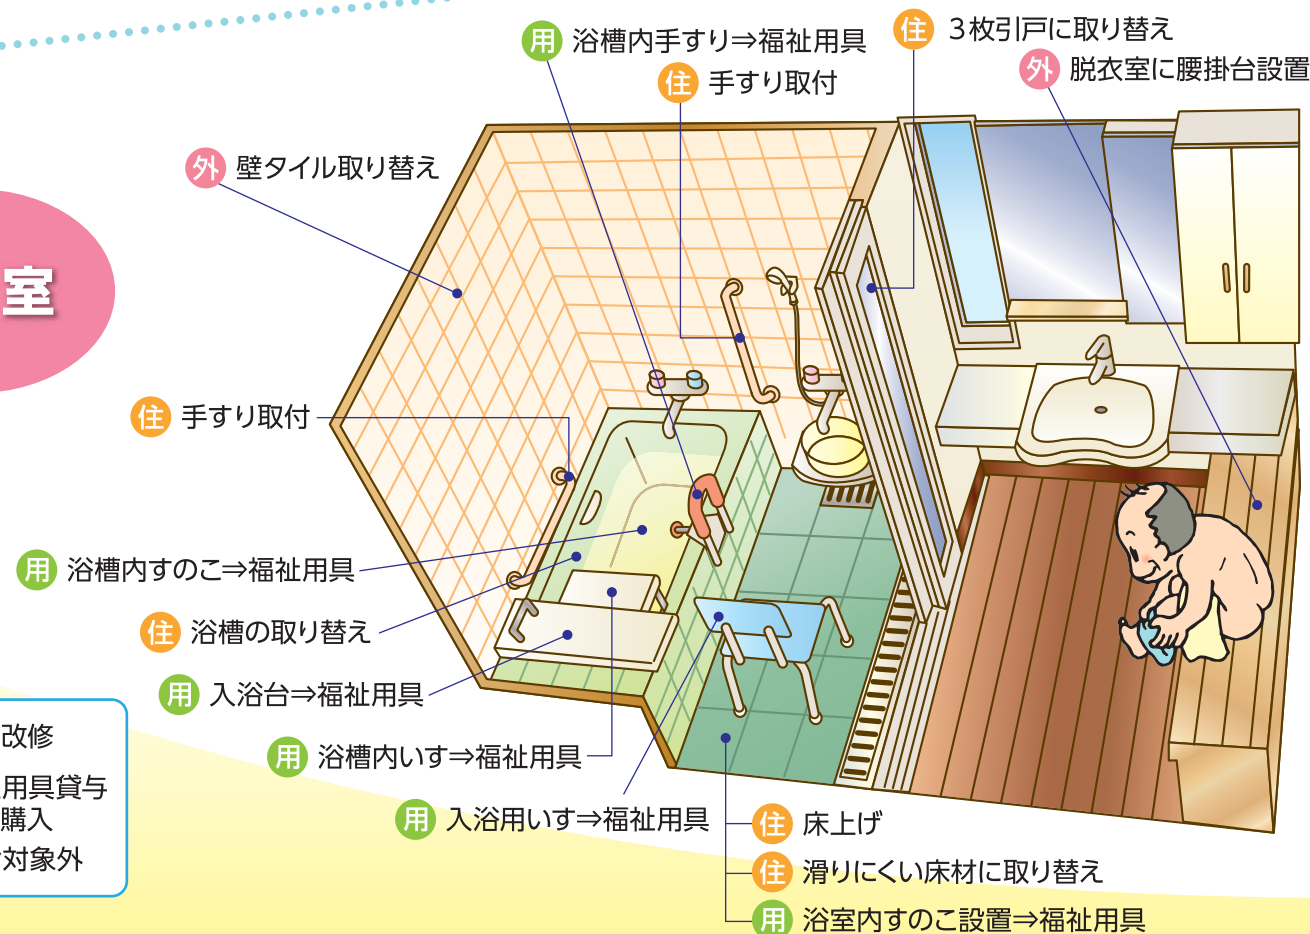 用 浴槽内手すり⇒福祉用具
住 3枚引戸に取り替え
住 手すり取付
外 脱衣室に腰掛台設置
外 壁タイル取り替え
室
住 手すり取付
用 浴槽内すのこ⇒福祉用具
住 浴槽の取り替え
用 入浴台⇒福祉用具
用 浴槽内いす⇒福祉用具
用 入浴用いす⇒福祉用具
住 床上げ
住 滑りにくい床材に取り替え
用 浴室内すのこ設置⇒福祉用具
改修
用具貸与
購入
対象外